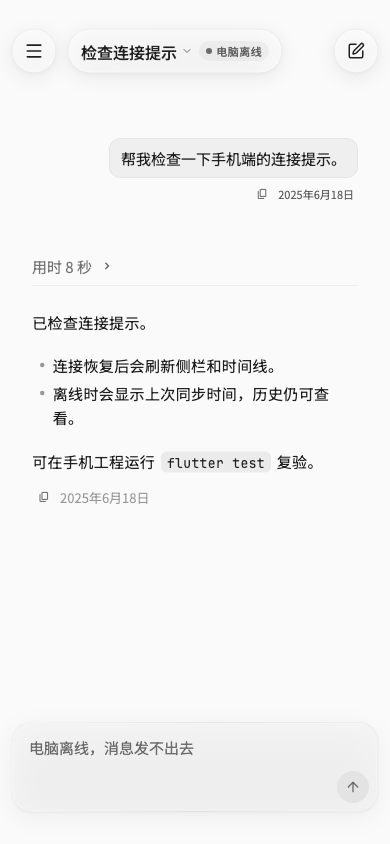 检查连接提示
电脑离线
帮我检查一下手机端的连接提示。
2025年6月18日
用时 8 秒
已检查连接提示。
连接恢复后会刷新侧栏和时间线。
离线时会显示上次同步时间，历史仍可查
看。
可在手机工程运行 flutter test 复验。
2025年6月18日
电脑离线，消息发不出去